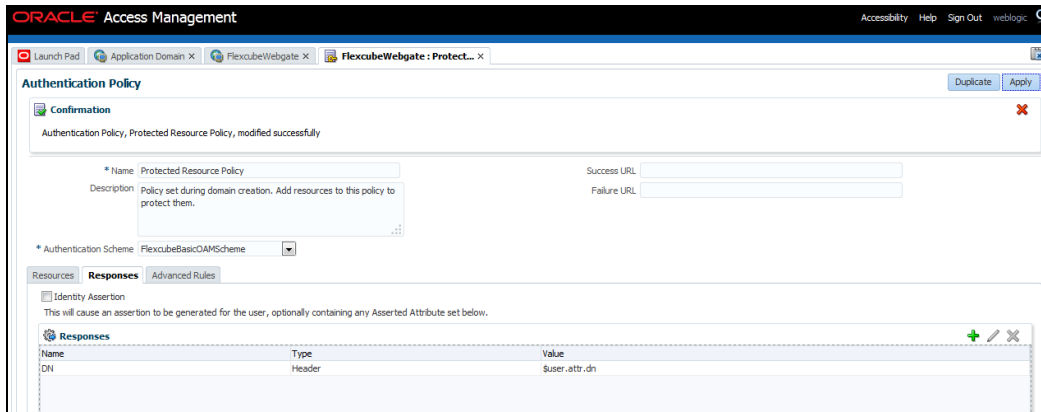 ORACLE Access Management
Accessibility Help Sign Out weblogic
Launch Pad Application Domain × FlexcubeWebgate × FlexcubeWebgate : Protect... ×
Authentication Policy
Duplicate Apply
Confirmation
Authentication Policy, Protected Resource Policy, modified successfully
* Name Protected Resource Policy
Success URL
Description Policy set during domain creation. Add resources to this policy to
protect them.
Failure URL
* Authentication Scheme FlexcubeBasicOAMScheme
Resources Responses Advanced Rules
Identity Assertion
This will cause an assertion to be generated for the user, optionally containing any Asserted Attribute set below.
Responses
Name Type Value
DN Header $user.attr.dn